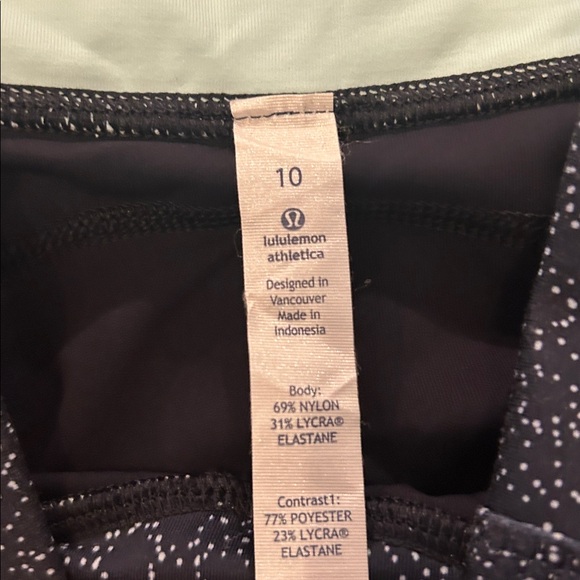 10
lululemon
athletica
Designed in
Vancouver
Made in
Indonesia
Body:
69% NYLON
31% LYCRA®
ELASTANE
Contrast1:
77% POYESTER
23% LYCRA®
ELASTANE